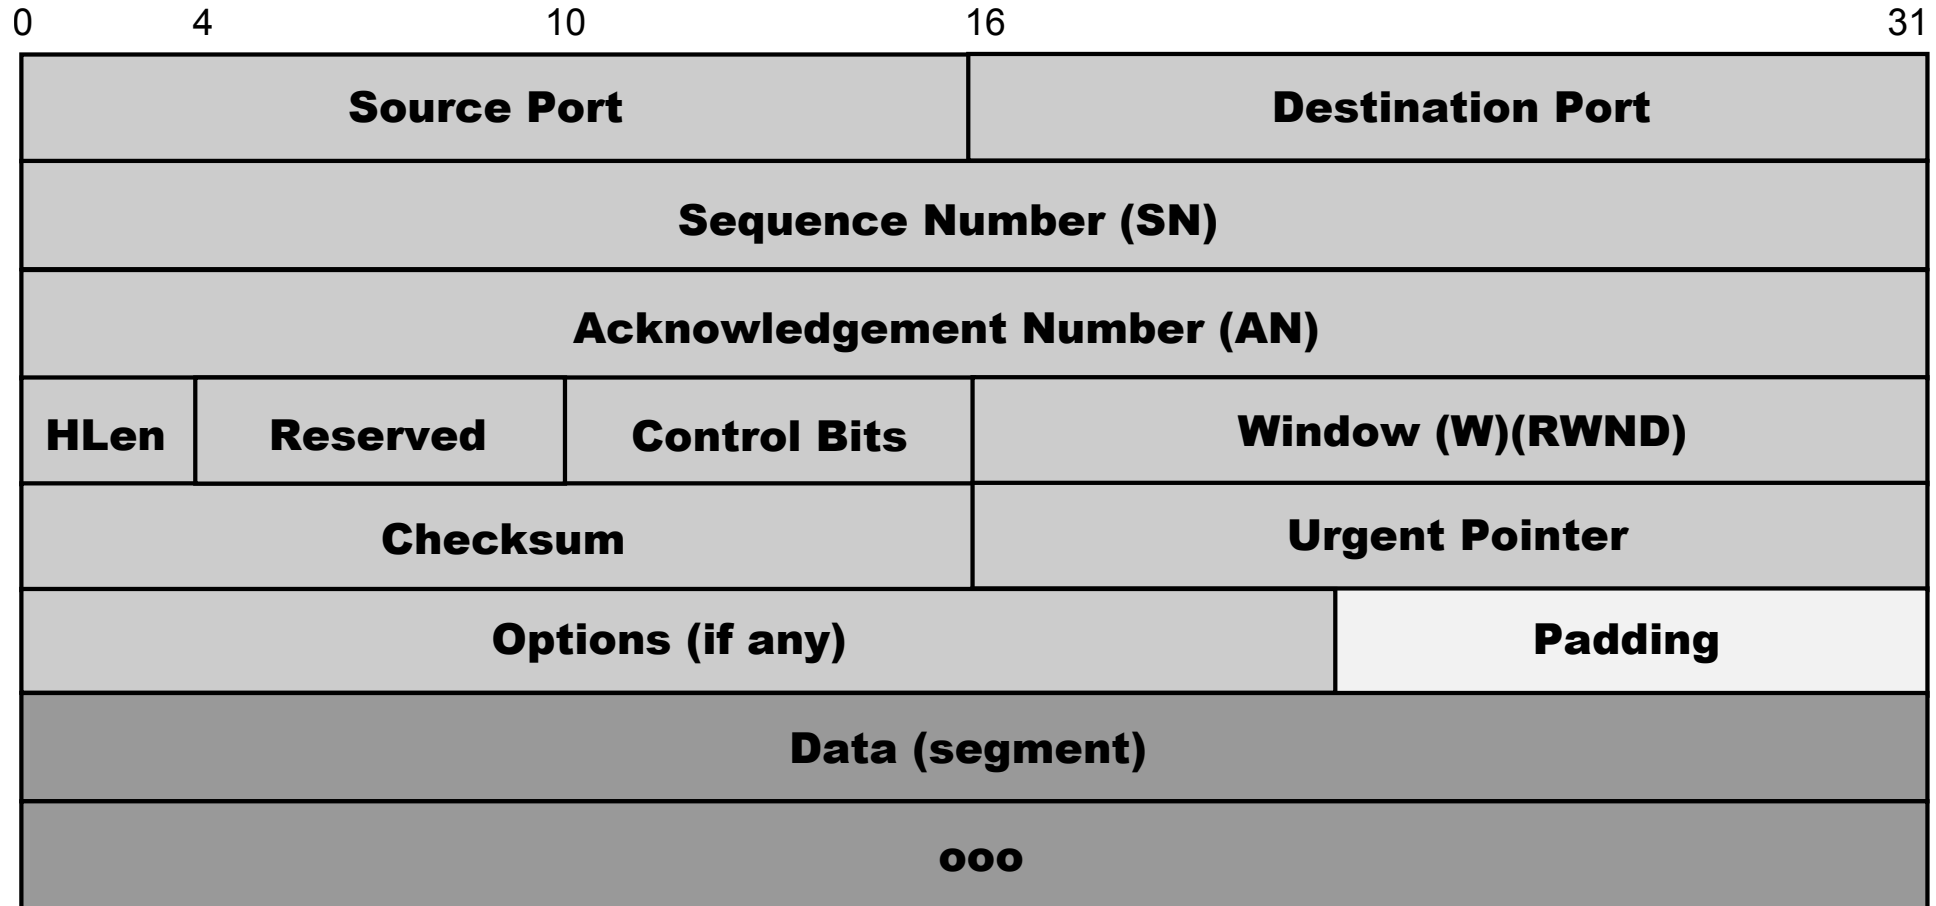 0 4 10 16 31
Source Port Destination Port
Sequence Number (SN)
Acknowledgement Number (AN)
HLen Reserved Control Bits Window (W)(RWND)
Checksum Urgent Pointer
Options (if any) Padding
Data (segment)
ooo